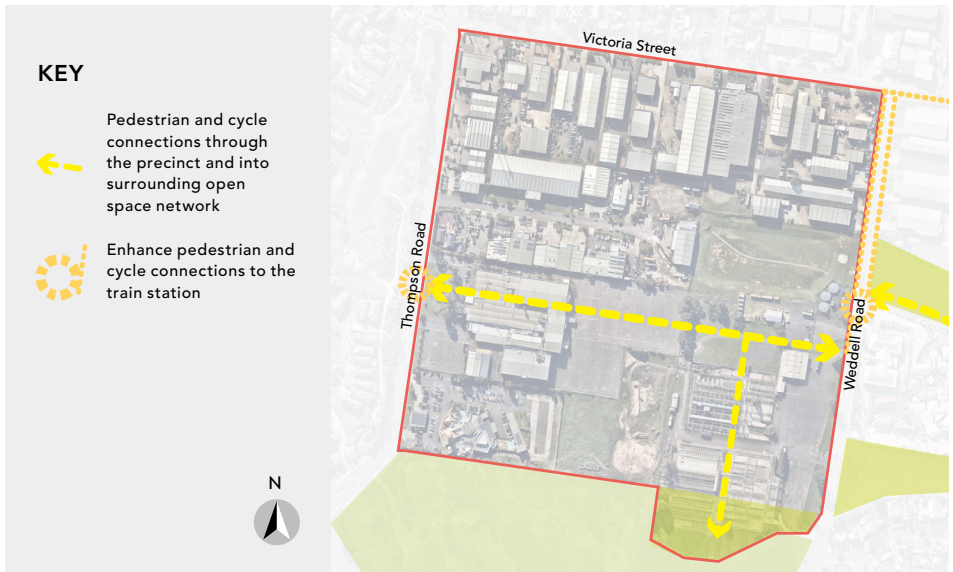 KEY
Pedestrian and cycle
connections through
the precinct and into
surrounding open
space network
Enhance pedestrian and
cycle connections to the
train station
N
Victoria Street
Thompson Road
Weddell Road